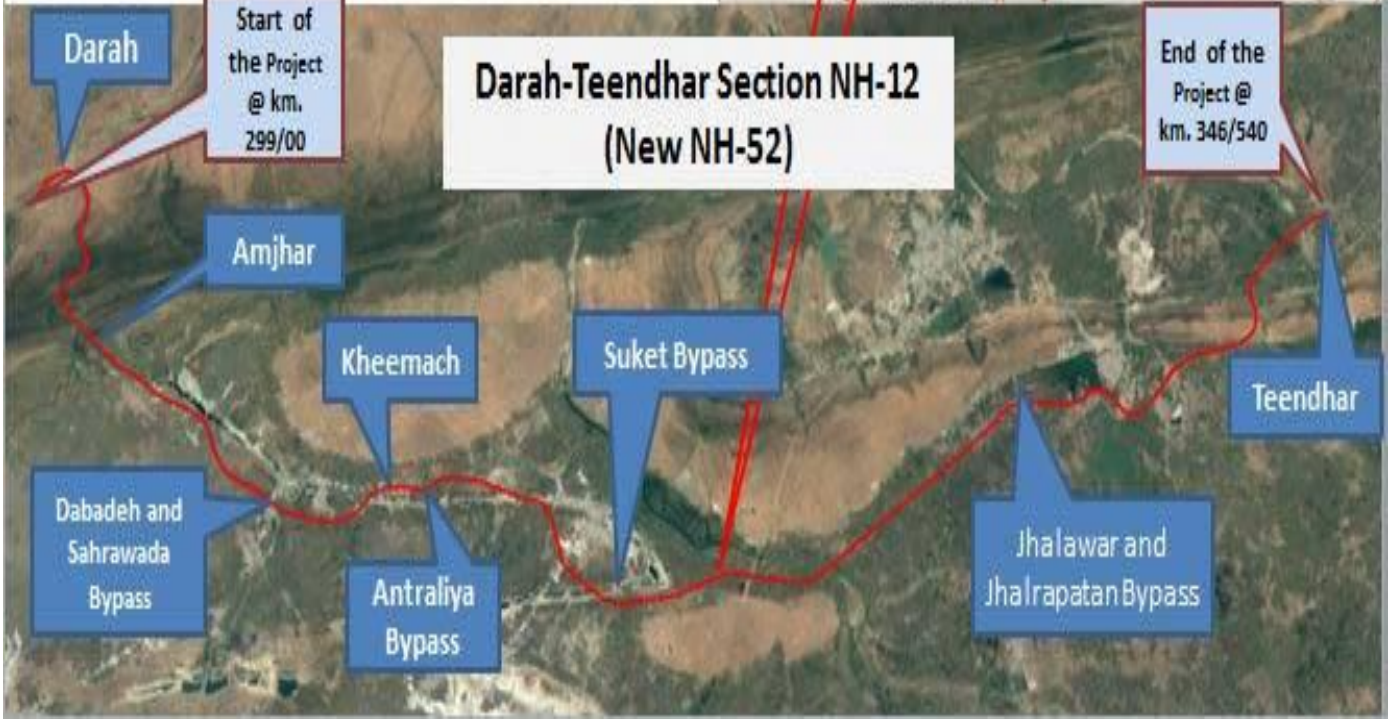 Darah
Start of
the Project
@ km.
299/00
Darah-Teendhar Section NH-12
(New NH-52)
End of the
Project @
km. 346/540
Amjhar
Kheemach
Suket Bypass
Teendhar
Dabadeh and
Sahrawada
Bypass
Antraliya
Bypass
Jhalawar and
Jhalrapatan Bypass